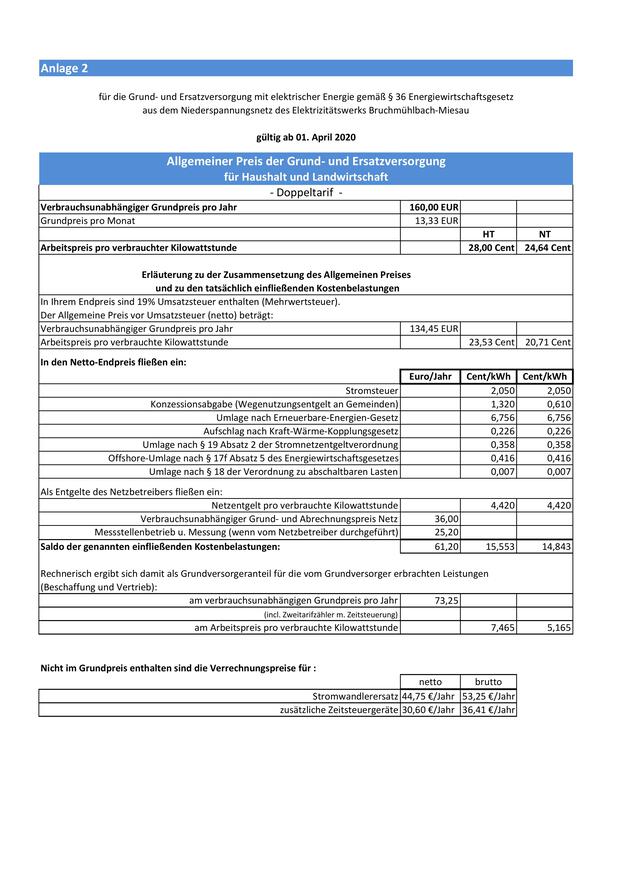 Anlage 2
für die Grund- und Ersatzversorgung mit elektrischer Energie gemäß § 36 Energiewirtschaftsgesetz
aus dem Niederspannungsnetz des Elektrizitätswerks Bruchmühlbach-Miesau
gültig ab 01. April 2020
Allgemeiner Preis der Grund- und Ersatzversorgung
für Haushalt und Landwirtschaft
- Doppeltarif -
Verbrauchsunabhängiger Grundpreis pro Jahr 160,00 EUR
Grundpreis pro Monat 13,33 EUR
HT NT
Arbeitspreis pro verbrauchter Kilowattstunde 28,00 Cent 24,64 Cent
Erläuterung zu der Zusammensetzung des Allgemeinen Preises
und zu den tatsächlich einfließenden Kostenbelastungen
In Ihrem Endpreis sind 19% Umsatzsteuer enthalten (Mehrwertsteuer).
Der Allgemeine Preis vor Umsatzsteuer (netto) beträgt:
Verbrauchsunabhängiger Grundpreis pro Jahr 134,45 EUR
Arbeitspreis pro verbrauchte Kilowattstunde 23,53 Cent 20,71 Cent
In den Netto-Endpreis fließen ein:
Euro/Jahr Cent/kWh Cent/kWh
Stromsteuer 2,050 2,050
Konzessionsabgabe (Wegenutzungsentgelt an Gemeinden) 1,320 0,610
Umlage nach Erneuerbare-Energien-Gesetz 6,756 6,756
Aufschlag nach Kraft-Wärme-Kopplungsgesetz 0,226 0,226
Umlage nach § 19 Absatz 2 der Stromnetzentgeltverordnung 0,358 0,358
Offshore-Umlage nach § 17f Absatz 5 des Energiewirtschaftsgesetzes 0,416 0,416
Umlage nach § 18 der Verordnung zu abschaltbaren Lasten 0,007 0,007
Als Entgelte des Netzbetreibers fließen ein:
Netzentgelt pro verbrauchte Kilowattstunde 4,420 4,420
Verbrauchsunabhängiger Grund- und Abrechnungspreis Netz 36,00
Messstellenbetrieb u. Messung (wenn vom Netzbetreiber durchgeführt) 25,20
Saldo der genannten einfließenden Kostenbelastungen: 61,20 15,553 14,843
Rechnerisch ergibt sich damit als Grundversorgeranteil für die vom Grundversorger erbrachten Leistungen
(Beschaffung und Vertrieb):
am verbrauchsunabhängigen Grundpreis pro Jahr 73,25
(incl. Zweitarifzähler m. Zeitsteuerung)
am Arbeitspreis pro verbrauchte Kilowattstunde 7,465 5,165
Nicht im Grundpreis enthalten sind die Verrechnungspreise für :
netto brutto
Stromwandlerersatz 44,75 €/Jahr 53,25 €/Jahr
zusätzliche Zeitsteuergeräte 30,60 €/Jahr 36,41 €/Jahr